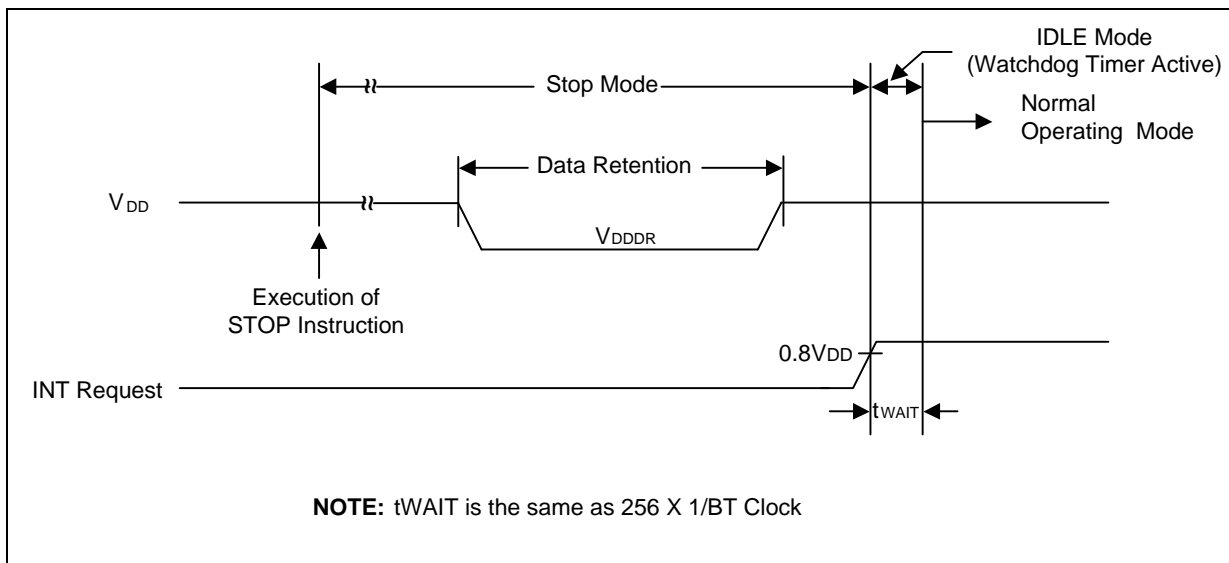 IDLE Mode
(Watchdog Timer Active)
Stop Mode
Normal
Operating Mode
Data Retention
VDD
VDDDR
Execution of
STOP Instruction
0.8VDD
INT Request
tWAIT
NOTE: tWAIT is the same as 256 X 1/BT Clock